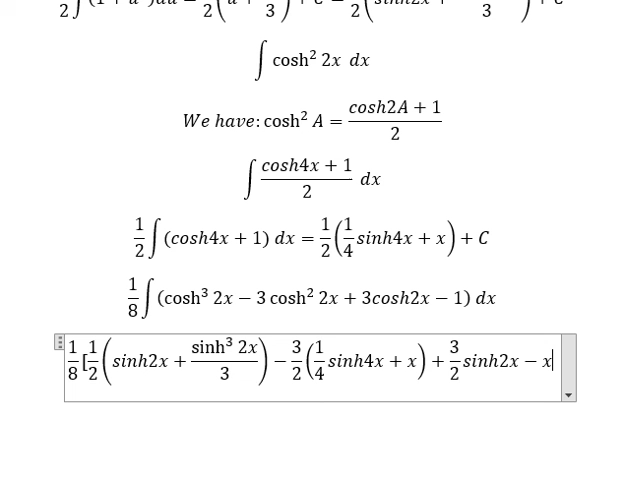 ∫ cosh² 2x dx
We have: cosh² A = (cosh2A + 1)/2
∫ (cosh4x + 1)/2 dx
1/2 ∫ (cosh4x + 1) dx = 1/2 (1/4 sinh4x + x) + C
1/8 ∫ (cosh³ 2x − 3 cosh² 2x + 3cosh2x − 1) dx
1/8 [1/2 (sinh2x + sinh³ 2x/3) − 3/2 (1/4 sinh4x + x) + 3/2 sinh2x − x